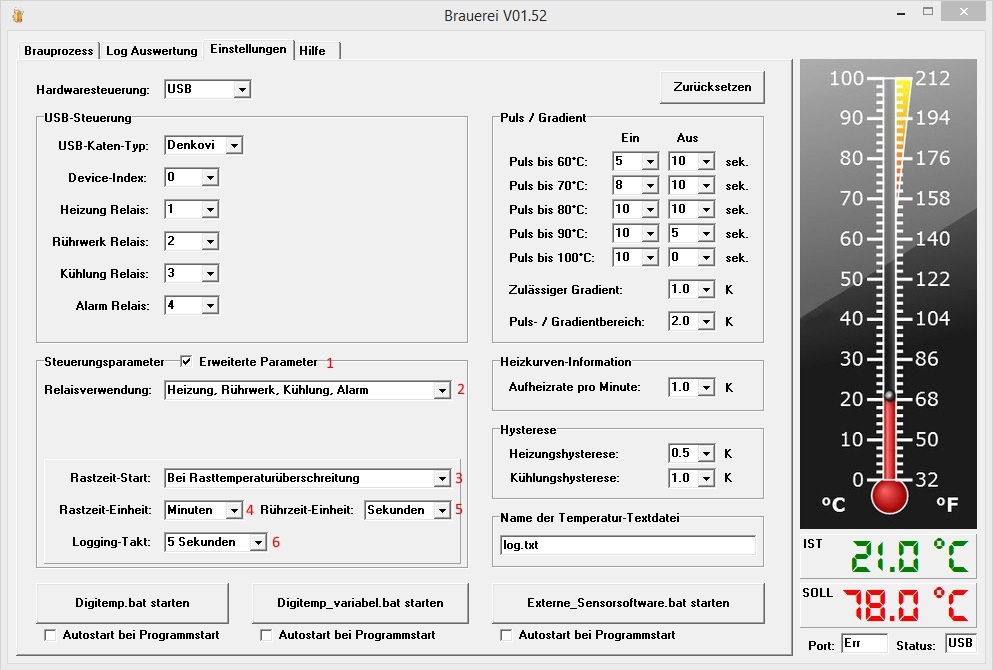 Brauerei V01.52
Brauprozess Log Auswertung Einstellungen Hilfe
Hardwaresteuerung: USB
Zurücksetzen
USB-Steuerung
USB-Katen-Typ: Denkovi
Device-Index: 0
Heizung Relais: 1
Rührwerk Relais: 2
Kühlung Relais: 3
Alarm Relais: 4
Puls / Gradient
Ein Aus
Puls bis 60°C: 5 10 sek.
Puls bis 70°C: 8 10 sek.
Puls bis 80°C: 10 10 sek.
Puls bis 90°C: 10 5 sek.
Puls bis 100°C: 10 0 sek.
Zulässiger Gradient: 1.0 K
Puls- / Gradientbereich: 2.0 K
Steuerungsparameter Erweiterte Parameter 1
Relaisverwendung: Heizung, Rührwerk, Kühlung, Alarm 2
Rastzeit-Start: Bei Rasttemperaturüberschreitung 3
Rastzeit-Einheit: Minuten 4 Rührzeit-Einheit: Sekunden 5
Logging-Takt: 5 Sekunden 6
Heizkurven-Information
Aufheizrate pro Minute: 1.0 K
Hysterese
Heizungshysterese: 0.5 K
Kühlungshysterese: 1.0 K
Name der Temperatur-Textdatei
log.txt
Digitemp.bat starten
Autostart bei Programmstart
Digitemp_variabel.bat starten
Autostart bei Programmstart
Externe_Sensorsoftware.bat starten
Autostart bei Programmstart
100 212
90 194
80 176
70 158
60 140
50 122
40 104
30 86
20 68
10 50
0 32
°C °F
IST 21.0 °C
SOLL 78.0 °C
Port: Err Status: USB